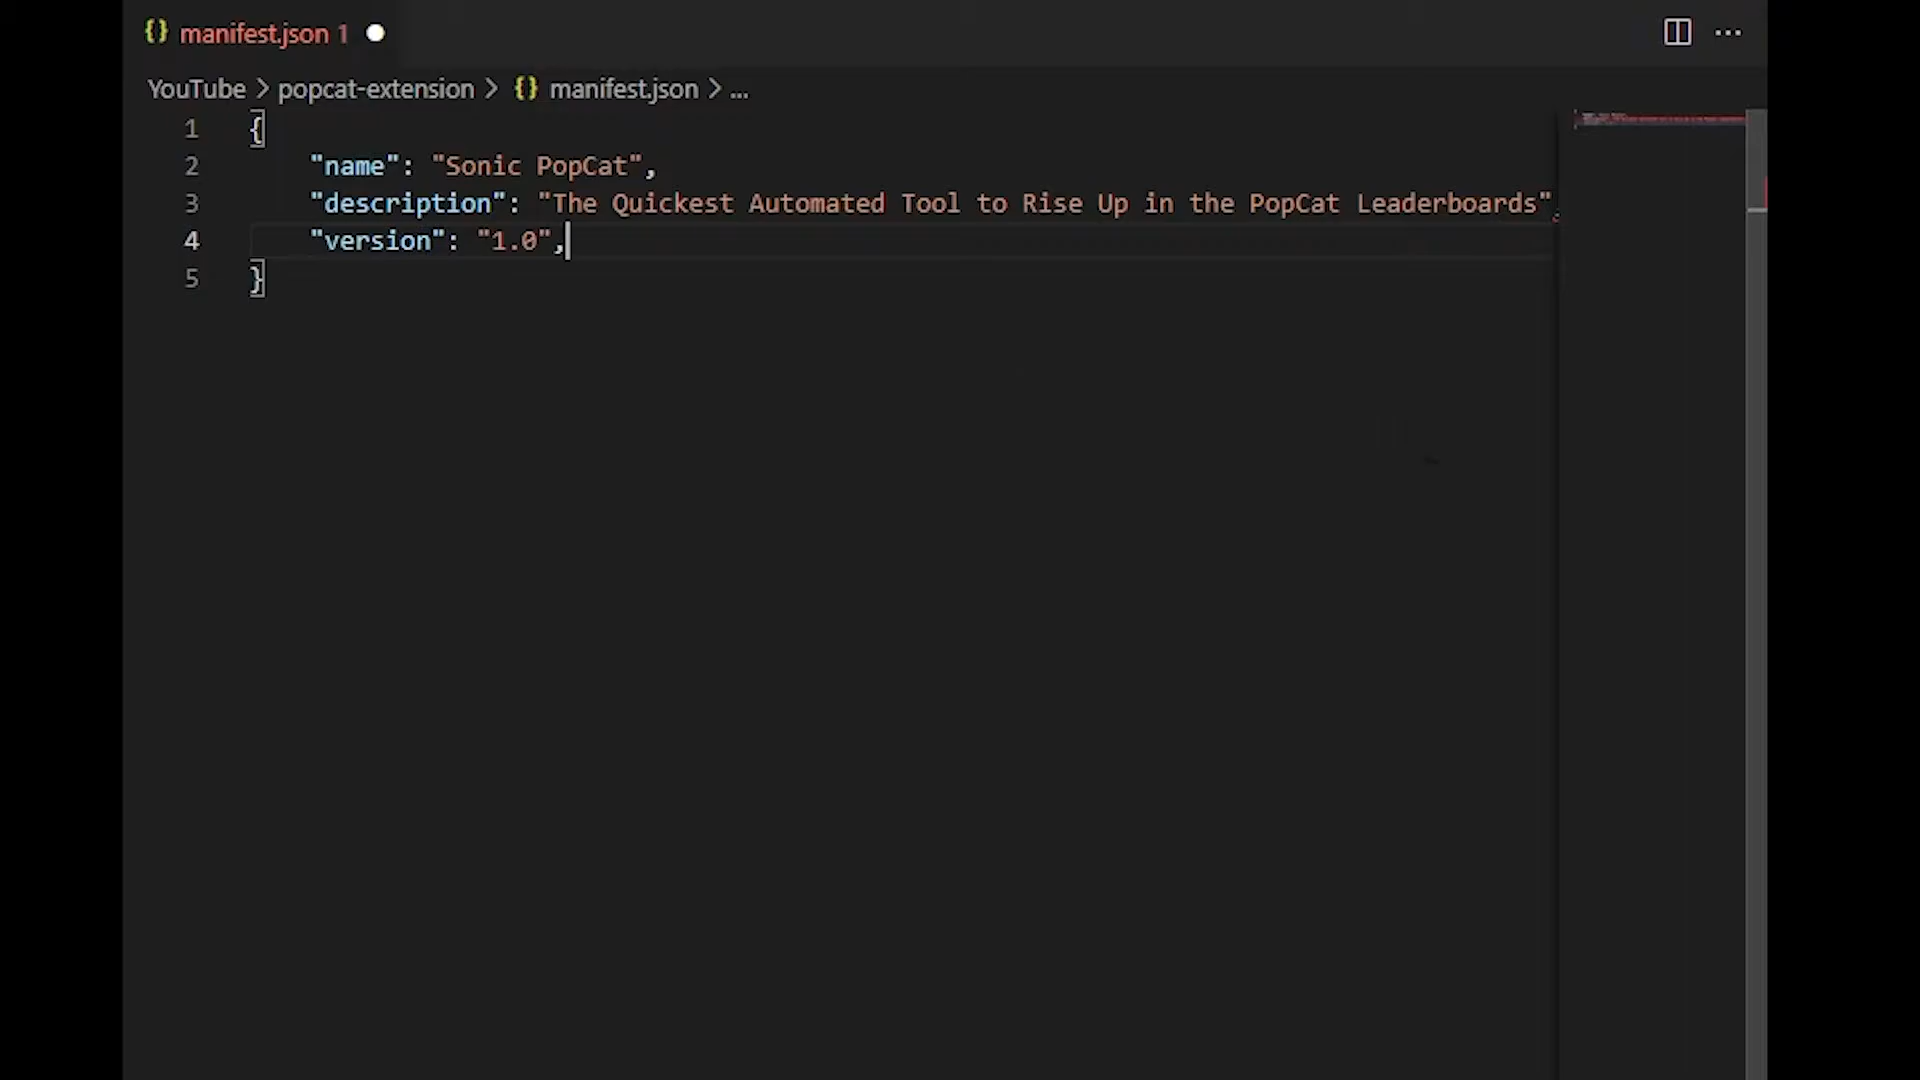 {} manifest.json 1
YouTube > popcat-extension > {} manifest.json > ...
1 {
2 "name": "Sonic PopCat",
3 "description": "The Quickest Automated Tool to Rise Up in the PopCat Leaderboards",
4 "version": "1.0",
5 }